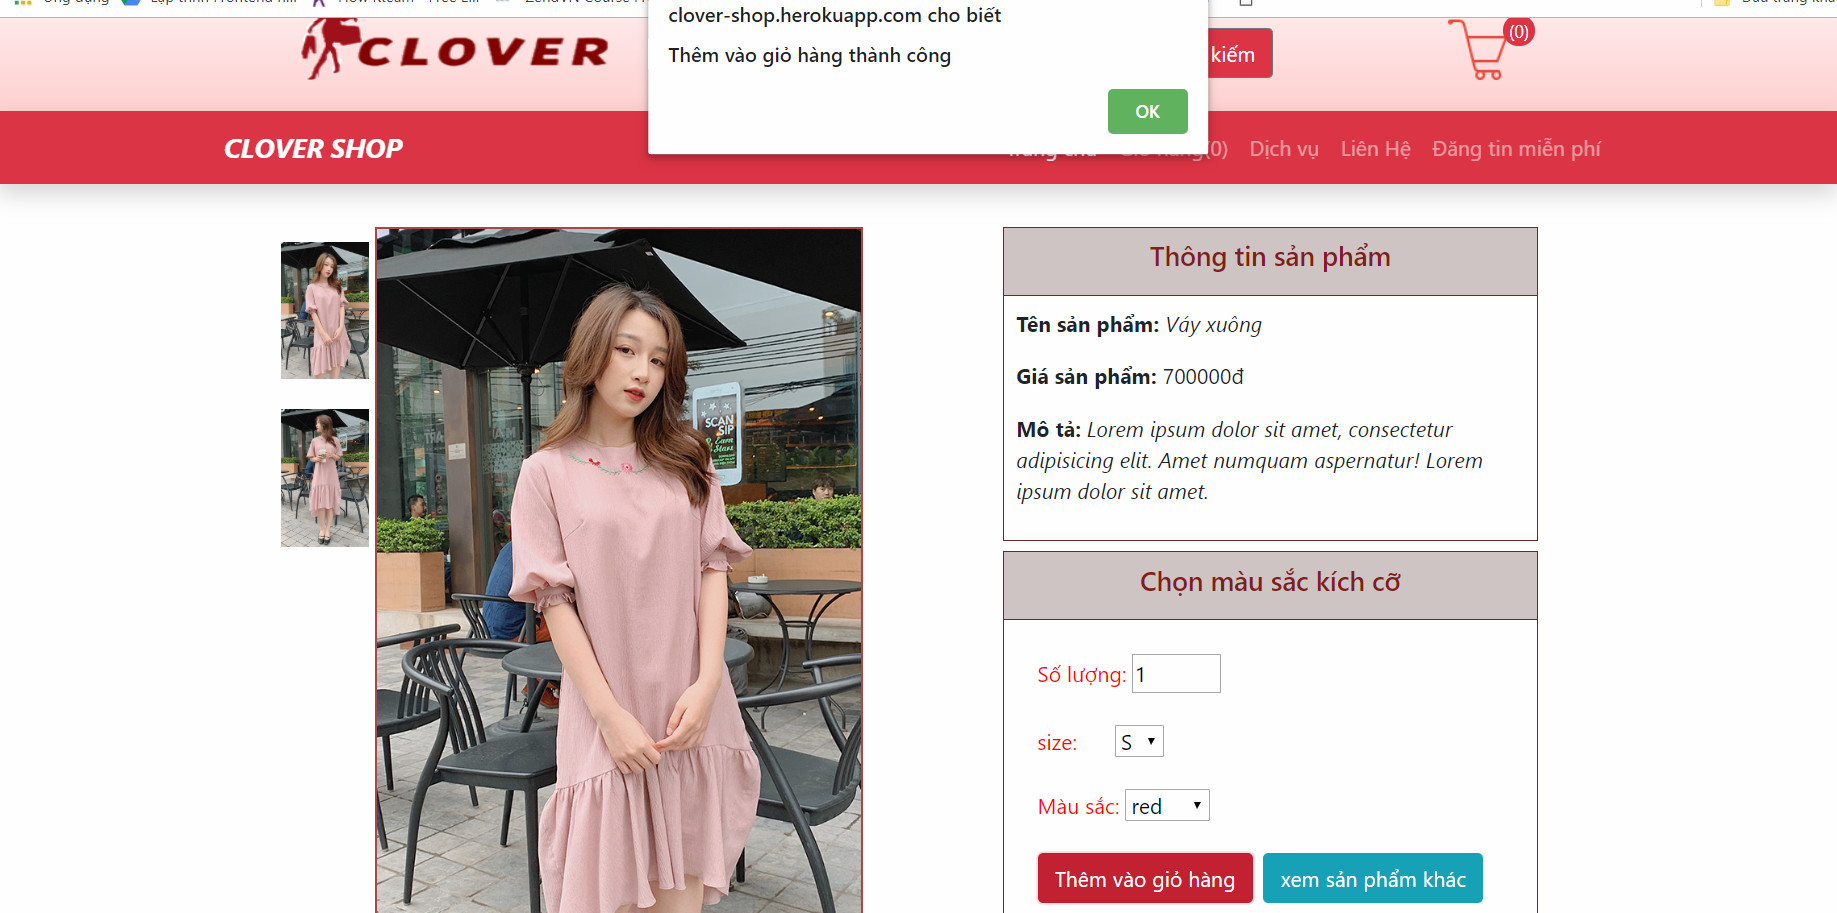 clover-shop.herokuapp.com cho biết
Thêm vào giỏ hàng thành công
OK
CLOVER
kiếm
(0)
CLOVER SHOP
(0)
Dịch vụ
Liên Hệ
Đăng tin miễn phí
SCAN
SIP
& Earn
Stars
Thông tin sản phẩm
Tên sản phẩm: Váy xuông
Giá sản phẩm: 700000đ
Mô tả: Lorem ipsum dolor sit amet, consectetur
adipisicing elit. Amet numquam aspernatur! Lorem
ipsum dolor sit amet.
Chọn màu sắc kích cỡ
Số lượng: 1
size: S
Màu sắc: red
Thêm vào giỏ hàng
xem sản phẩm khác